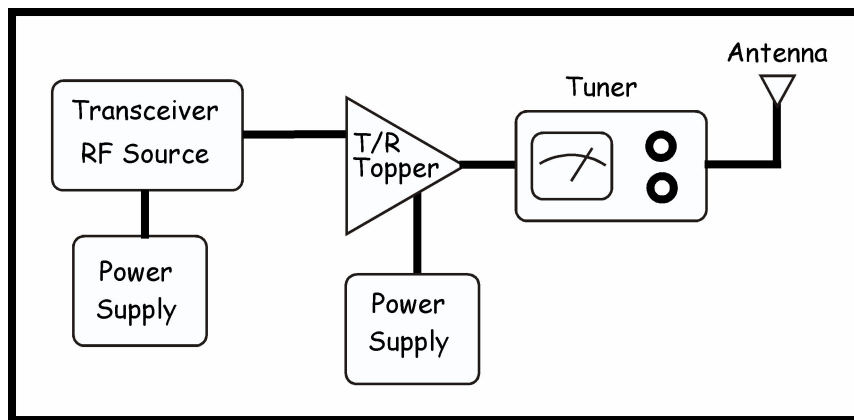 Transceiver
RF Source
Power
Supply
T/R
Topper
Power
Supply
Tuner
Antenna